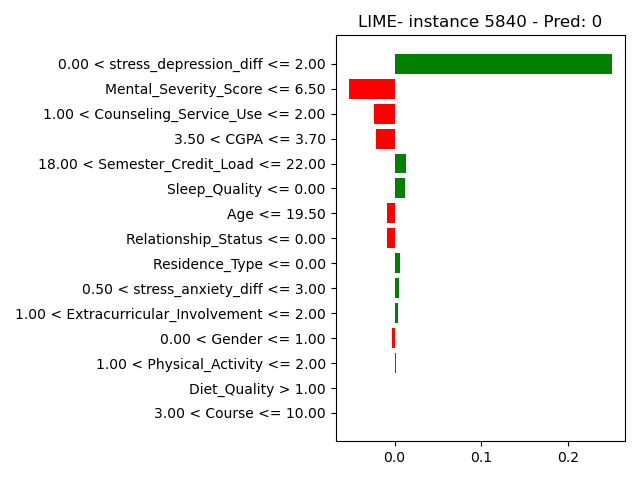 LIME- instance 5840 - Pred: 0
0.00 < stress_depression_diff <= 2.00
Mental_Severity_Score <= 6.50
1.00 < Counseling_Service_Use <= 2.00
3.50 < CGPA <= 3.70
18.00 < Semester_Credit_Load <= 22.00
Sleep_Quality <= 0.00
Age <= 19.50
Relationship_Status <= 0.00
Residence_Type <= 0.00
0.50 < stress_anxiety_diff <= 3.00
1.00 < Extracurricular_Involvement <= 2.00
0.00 < Gender <= 1.00
1.00 < Physical_Activity <= 2.00
Diet_Quality > 1.00
3.00 < Course <= 10.00
0.0 0.1 0.2